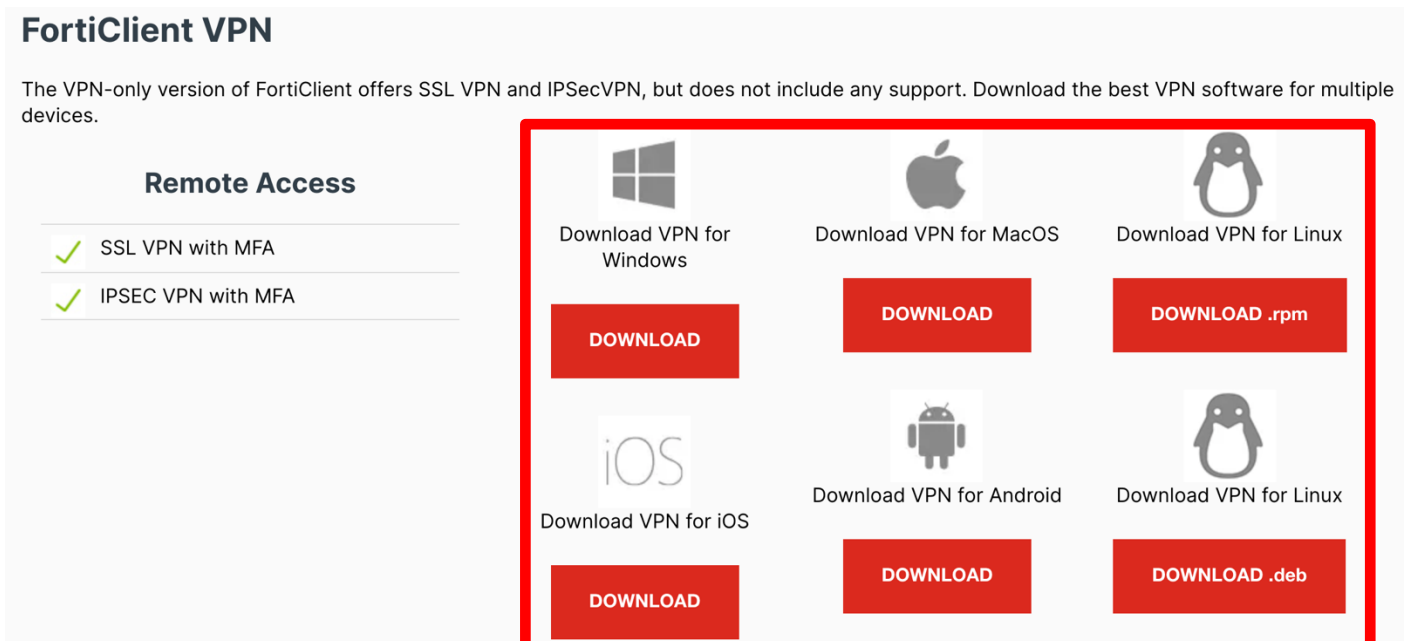 FortiClient VPN
The VPN-only version of FortiClient offers SSL VPN and IPSecVPN, but does not include any support. Download the best VPN software for multiple
devices.
Remote Access
SSL VPN with MFA
IPSEC VPN with MFA
Download VPN for
Windows
DOWNLOAD
Download VPN for MacOS
DOWNLOAD
Download VPN for Linux
DOWNLOAD .rpm
iOS
Download VPN for iOS
DOWNLOAD
Download VPN for Android
DOWNLOAD
Download VPN for Linux
DOWNLOAD .deb